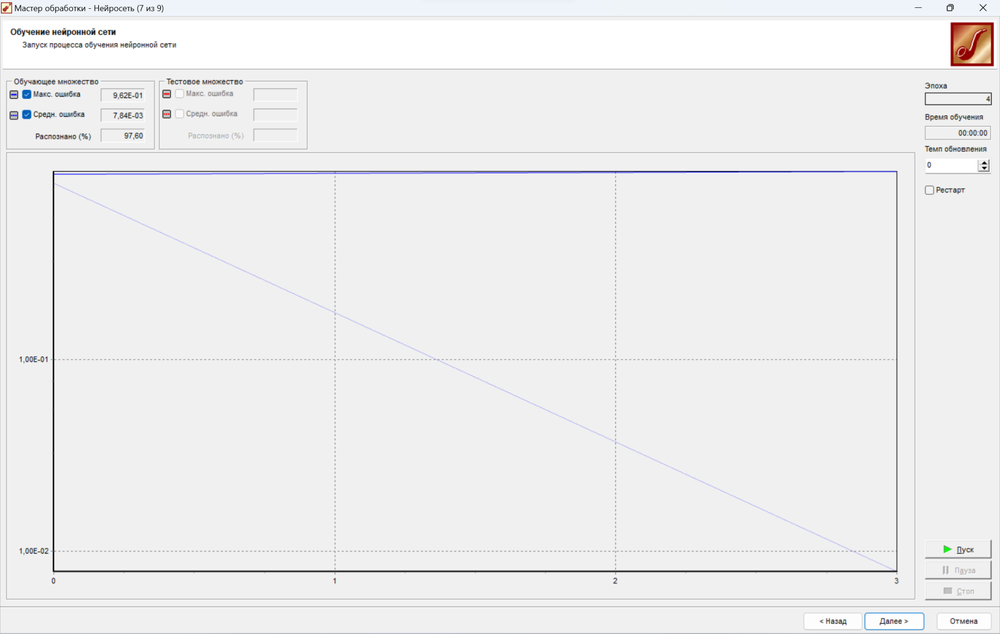 Мастер обработки - Нейросеть (7 из 9)
Обучение нейронной сети
Запуск процесса обучения нейронной сети
Обучающее множество
Макс. ошибка 9,62E-01
Средн. ошибка 7,84E-03
Распознано (%) 97,60
Тестовое множество
Макс. ошибка
Средн. ошибка
Распознано (%)
Эпоха
4
Время обучения
00:00:00
Темп обновления
0
Рестарт
1,00E-01
1,00E-02
0 1 2 3
Пуск
Пауза
Стоп
< Назад Далее > Отмена